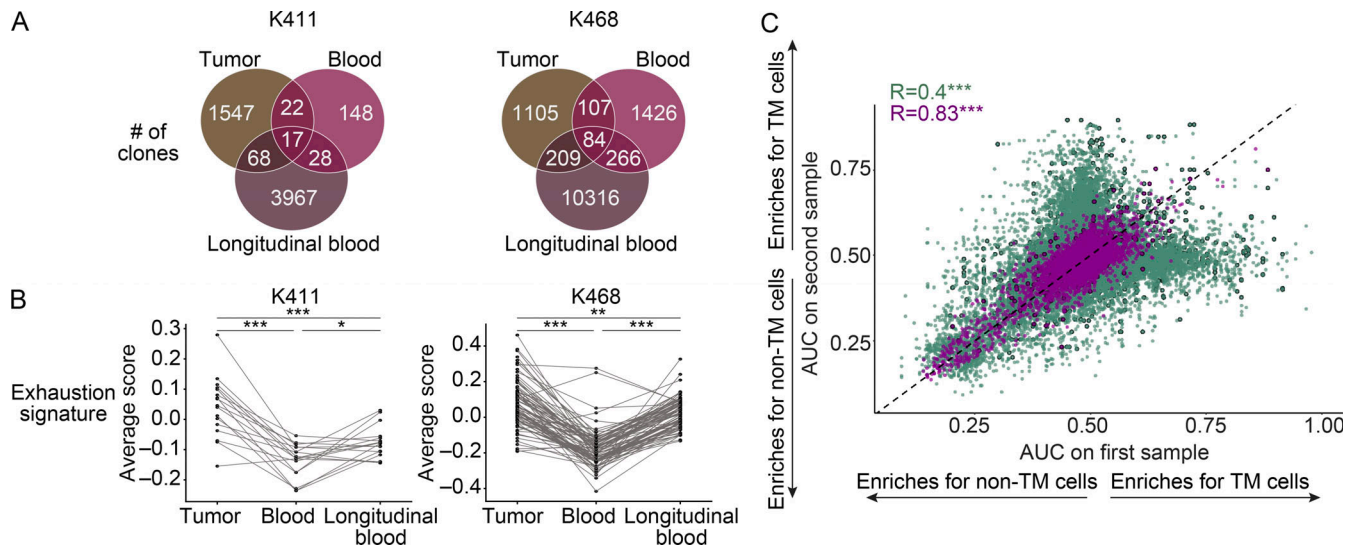 A
K411
K468
Tumor
Blood
Tumor
Blood
# of
clones
1547
22
148
17
68
28
3967
1105
107
1426
84
209
266
10316
Longitudinal blood
Longitudinal blood
B
K411
K468
***
***
*
**
***
***
Exhaustion
signature
Average score
0.3
0.2
0.1
0.0
–0.1
–0.2
Tumor
Blood
Longitudinal
blood
Average score
0.4
0.2
0.0
–0.2
–0.4
Tumor
Blood
Longitudinal
blood
C
Enriches for TM cells
Enriches for non-TM cells
AUC on second sample
R=0.4***
R=0.83***
0.75
0.50
0.25
0.25
0.50
0.75
1.00
AUC on first sample
Enriches for non-TM cells
Enriches for TM cells